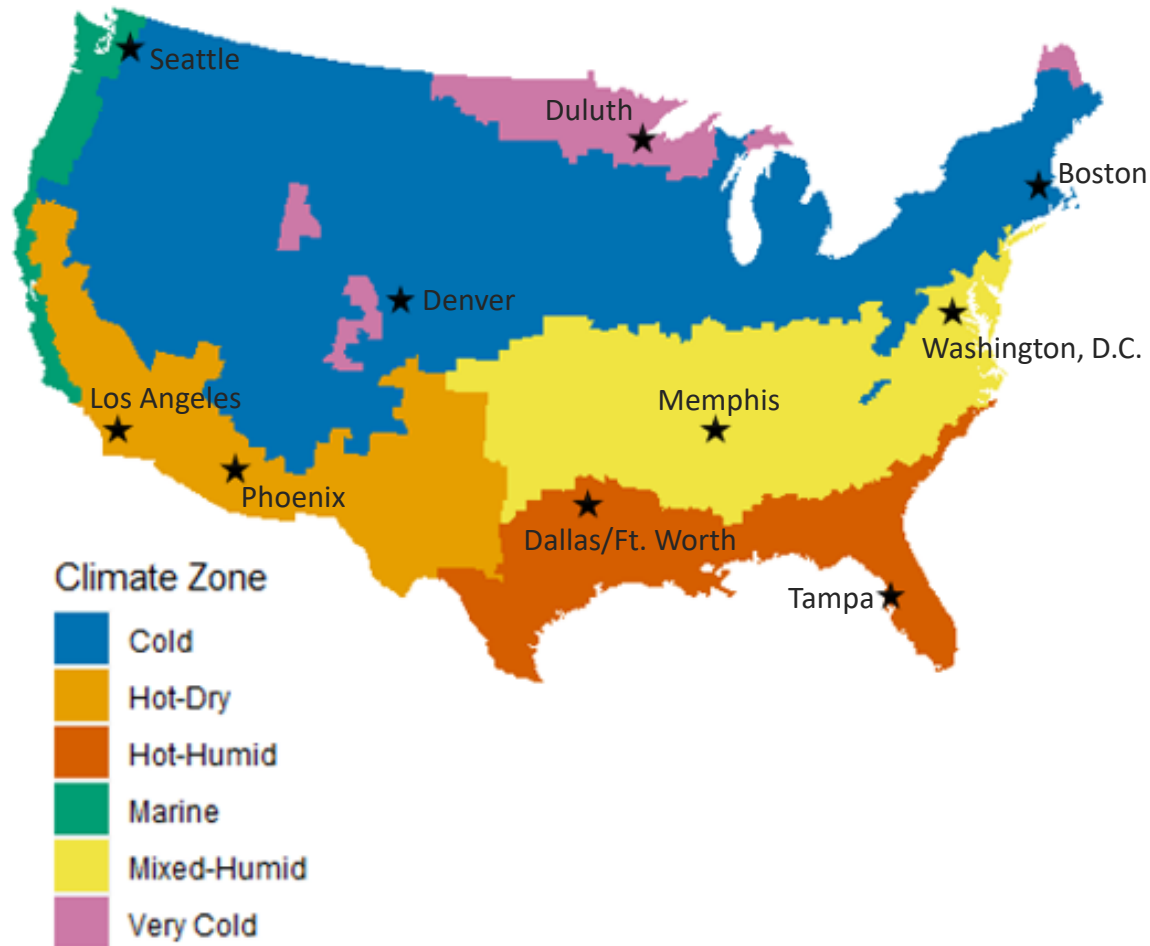 Seattle
Duluth
Boston
Denver
Washington, D.C.
Los Angeles
Memphis
Phoenix
Dallas/Ft. Worth
Tampa
Climate Zone
Cold
Hot-Dry
Hot-Humid
Marine
Mixed-Humid
Very Cold